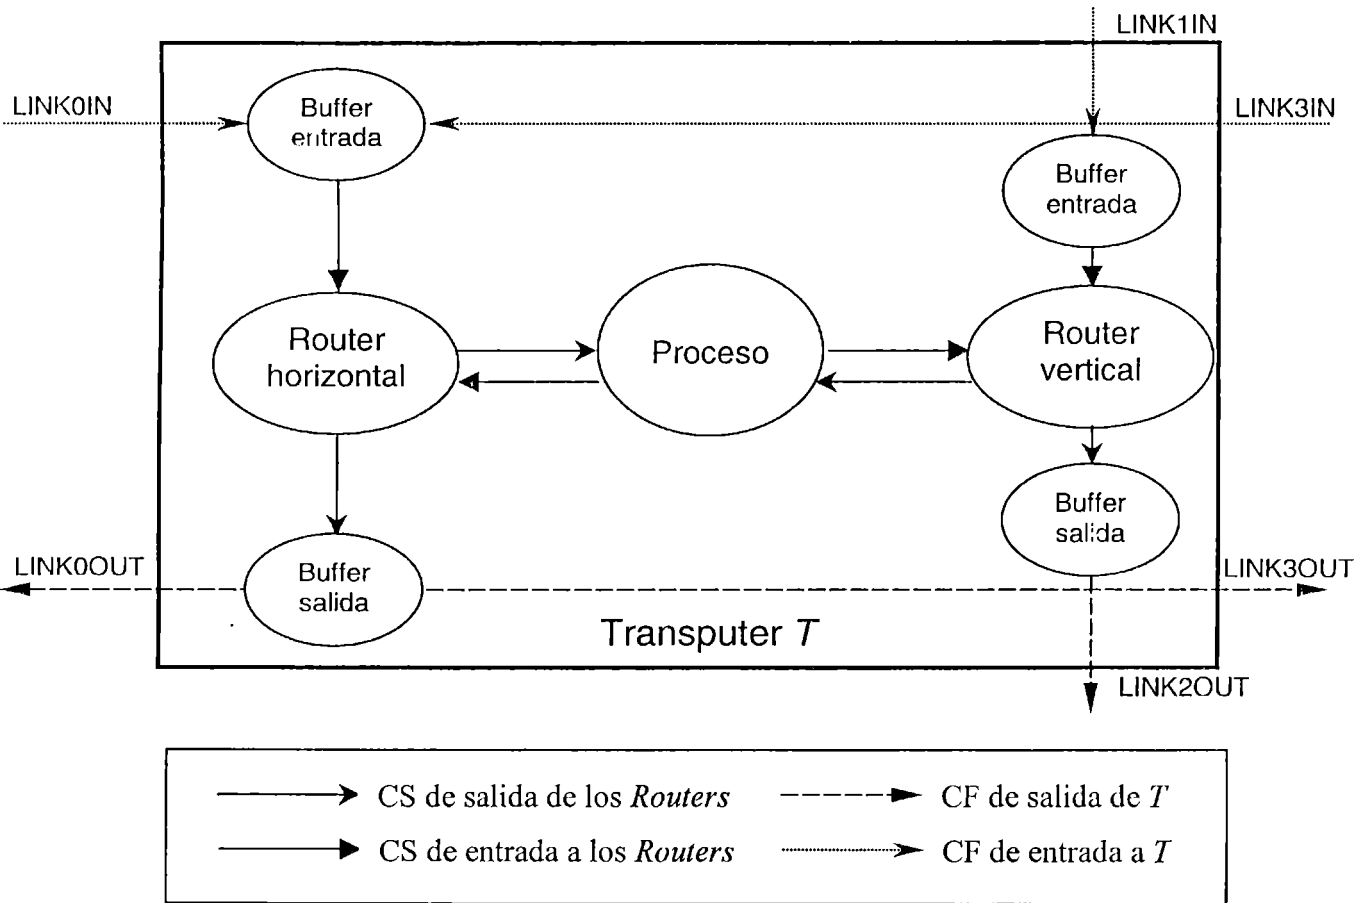 LINK1IN
LINK0IN
Buffer
entrada
LINK3IN
Buffer
entrada
Router
horizontal
Proceso
Router
vertical
Buffer
salida
LINK0OUT
Buffer
salida
LINK3OUT
Transputer T
LINK2OUT
CS de salida de los Routers
CF de salida de T
CS de entrada a los Routers
CF de entrada a T